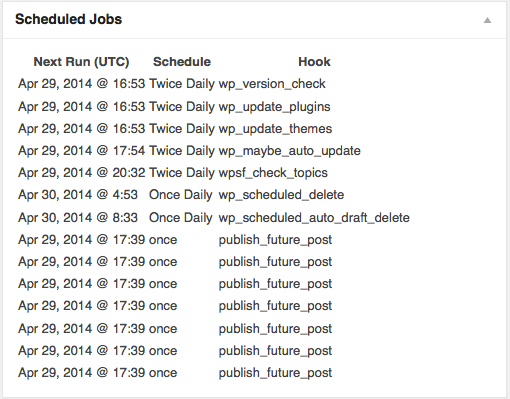 Scheduled Jobs
Next Run (UTC) Schedule Hook
Apr 29, 2014 @ 16:53 Twice Daily wp_version_check
Apr 29, 2014 @ 16:53 Twice Daily wp_update_plugins
Apr 29, 2014 @ 16:53 Twice Daily wp_update_themes
Apr 29, 2014 @ 17:54 Twice Daily wp_maybe_auto_update
Apr 29, 2014 @ 20:32 Twice Daily wpsf_check_topics
Apr 30, 2014 @ 4:53 Once Daily wp_scheduled_delete
Apr 30, 2014 @ 8:33 Once Daily wp_scheduled_auto_draft_delete
Apr 29, 2014 @ 17:39 once publish_future_post
Apr 29, 2014 @ 17:39 once publish_future_post
Apr 29, 2014 @ 17:39 once publish_future_post
Apr 29, 2014 @ 17:39 once publish_future_post
Apr 29, 2014 @ 17:39 once publish_future_post
Apr 29, 2014 @ 17:39 once publish_future_post
Apr 29, 2014 @ 17:39 once publish_future_post